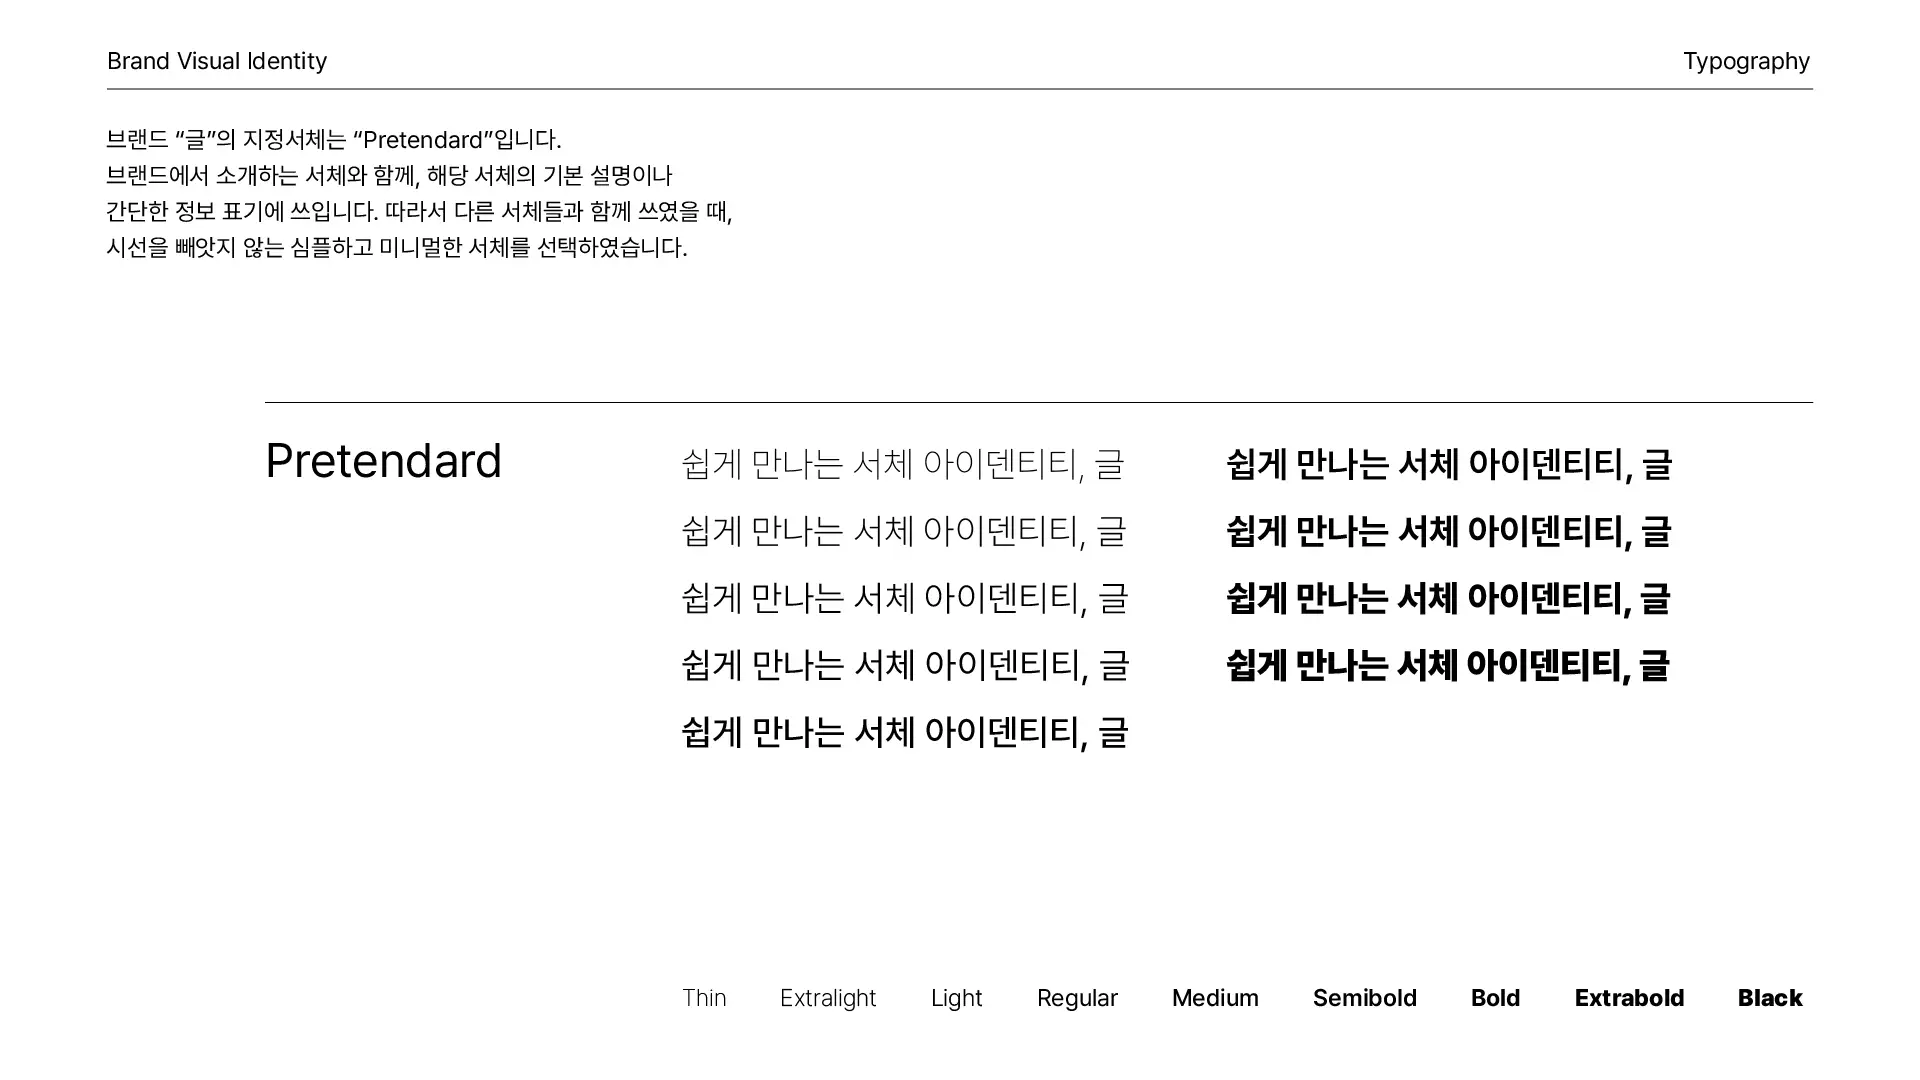 Brand Visual Identity
Typography
브랜드 “글”의 지정서체는 “Pretendard”입니다.
브랜드에서 소개하는 서체와 함께, 해당 서체의 기본 설명이나
간단한 정보 표기에 쓰입니다. 따라서 다른 서체들과 함께 쓰였을 때,
시선을 빼앗지 않는 심플하고 미니멀한 서체를 선택하였습니다.
Pretendard
쉽게 만나는 서체 아이덴티티, 글
쉽게 만나는 서체 아이덴티티, 글
쉽게 만나는 서체 아이덴티티, 글
쉽게 만나는 서체 아이덴티티, 글
쉽게 만나는 서체 아이덴티티, 글
쉽게 만나는 서체 아이덴티티, 글
쉽게 만나는 서체 아이덴티티, 글
쉽게 만나는 서체 아이덴티티, 글
쉽게 만나는 서체 아이덴티티, 글
Thin Extralight Light Regular Medium Semibold Bold Extrabold Black